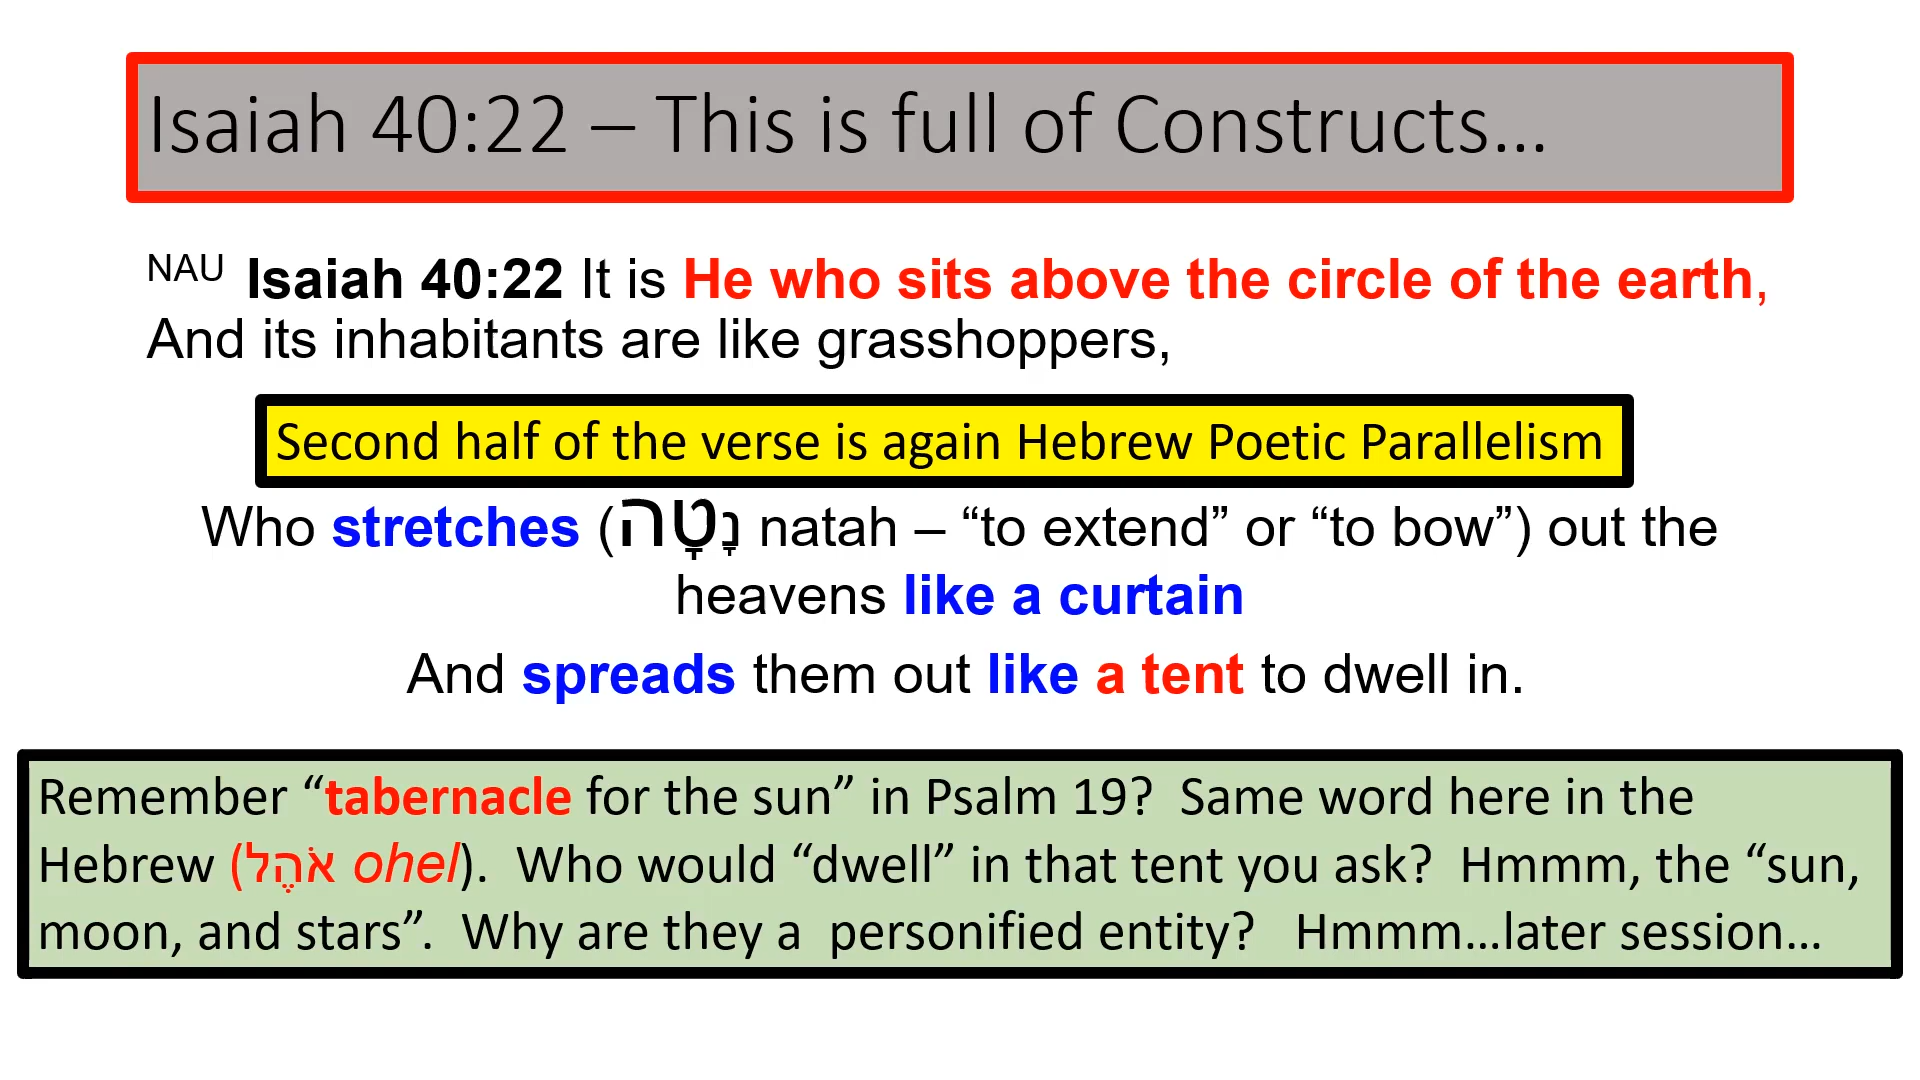 Isaiah 40:22 – This is full of Constructs…
NAU Isaiah 40:22 It is He who sits above the circle of the earth,
And its inhabitants are like grasshoppers,
Second half of the verse is again Hebrew Poetic Parallelism
Who stretches (נָטָה natah – “to extend” or “to bow”) out the
heavens like a curtain
And spreads them out like a tent to dwell in.
Remember “tabernacle for the sun” in Psalm 19? Same word here in the
Hebrew (אֹהֶל ohel). Who would “dwell” in that tent you ask? Hmmm, the “sun,
moon, and stars”. Why are they a personified entity? Hmmm…later session…